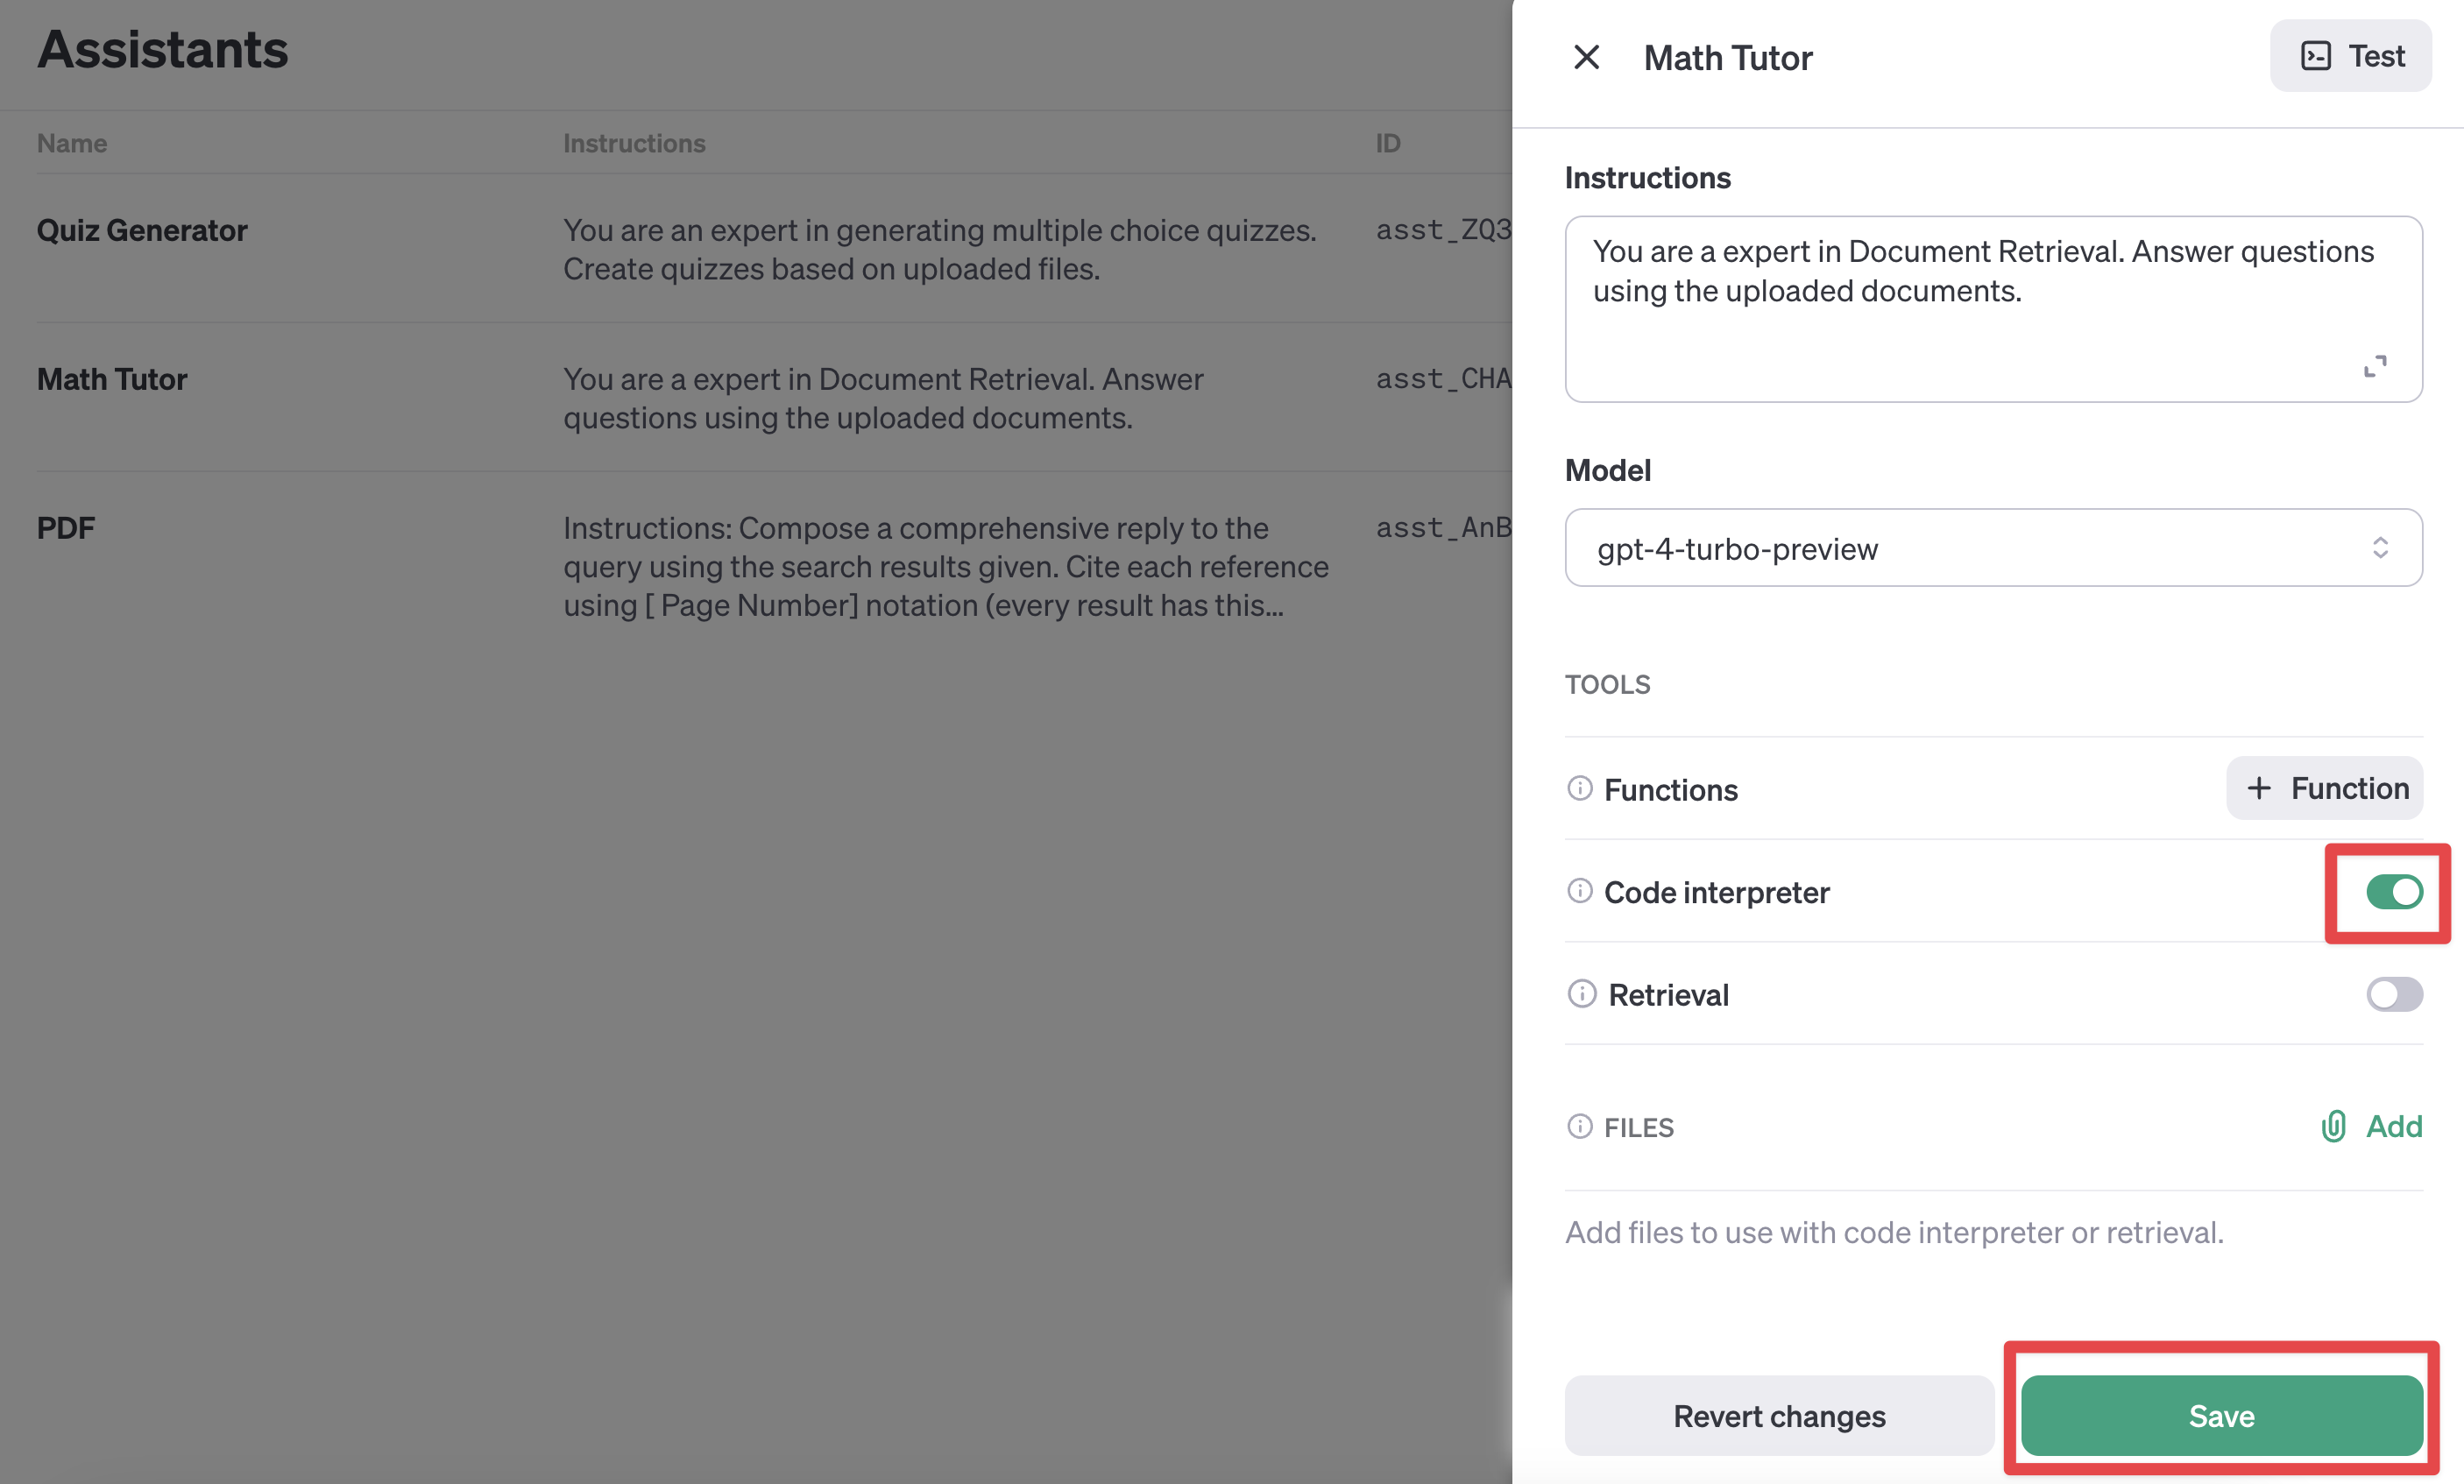 Assistants
Name
Instructions
ID
Quiz Generator
You are an expert in generating multiple choice quizzes.
Create quizzes based on uploaded files.
asst_ZQ3
Math Tutor
You are a expert in Document Retrieval. Answer
questions using the uploaded documents.
asst_CHA
PDF
Instructions: Compose a comprehensive reply to the
query using the search results given. Cite each reference
using [ Page Number] notation (every result has this...
asst_AnB
Math Tutor
Test
Instructions
You are a expert in Document Retrieval. Answer questions
using the uploaded documents.
Model
gpt-4-turbo-preview
TOOLS
Functions
+ Function
Code interpreter
Retrieval
FILES
Add
Add files to use with code interpreter or retrieval.
Revert changes
Save